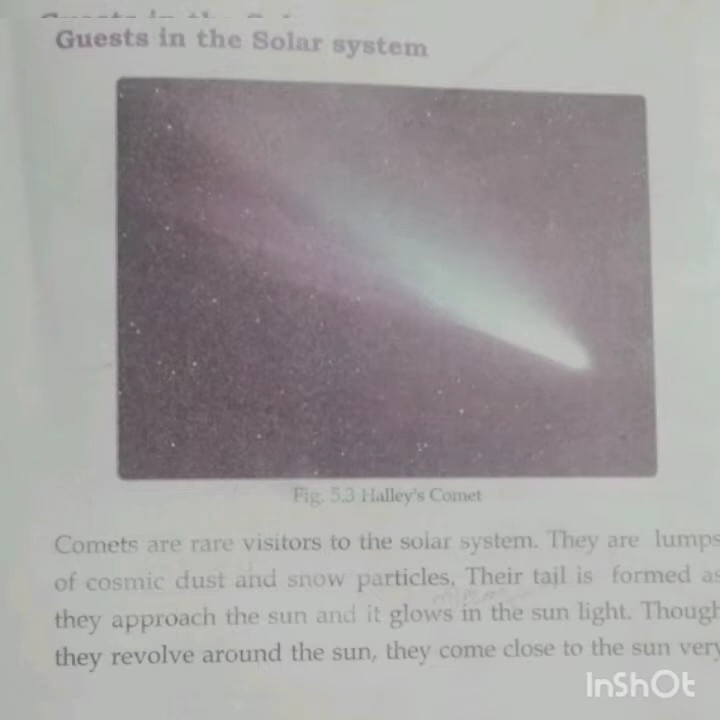 Guests in the Solar system
Fig. 5.3 Halley's Comet
Comets are rare visitors to the solar system. They are lumps
of cosmic dust and snow particles. Their tail is formed as
they approach the sun and it glows in the sun light. Though
they revolve around the sun, they come close to the sun very
InShOt